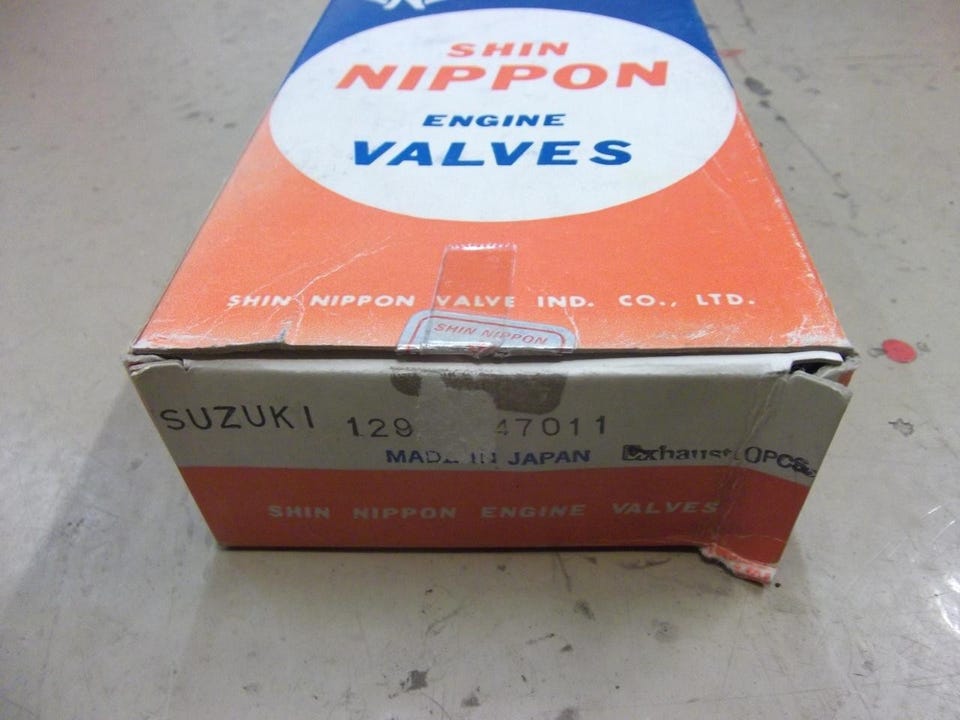 SHIN
NIPPON
ENGINE
VALVES
SHIN NIPPON VALVE IND. CO., LTD.
SHIN NIPPON
SUZUKI 129 47011
MADE IN JAPAN Exhaust
SHIN NIPPON ENGINE VALVES